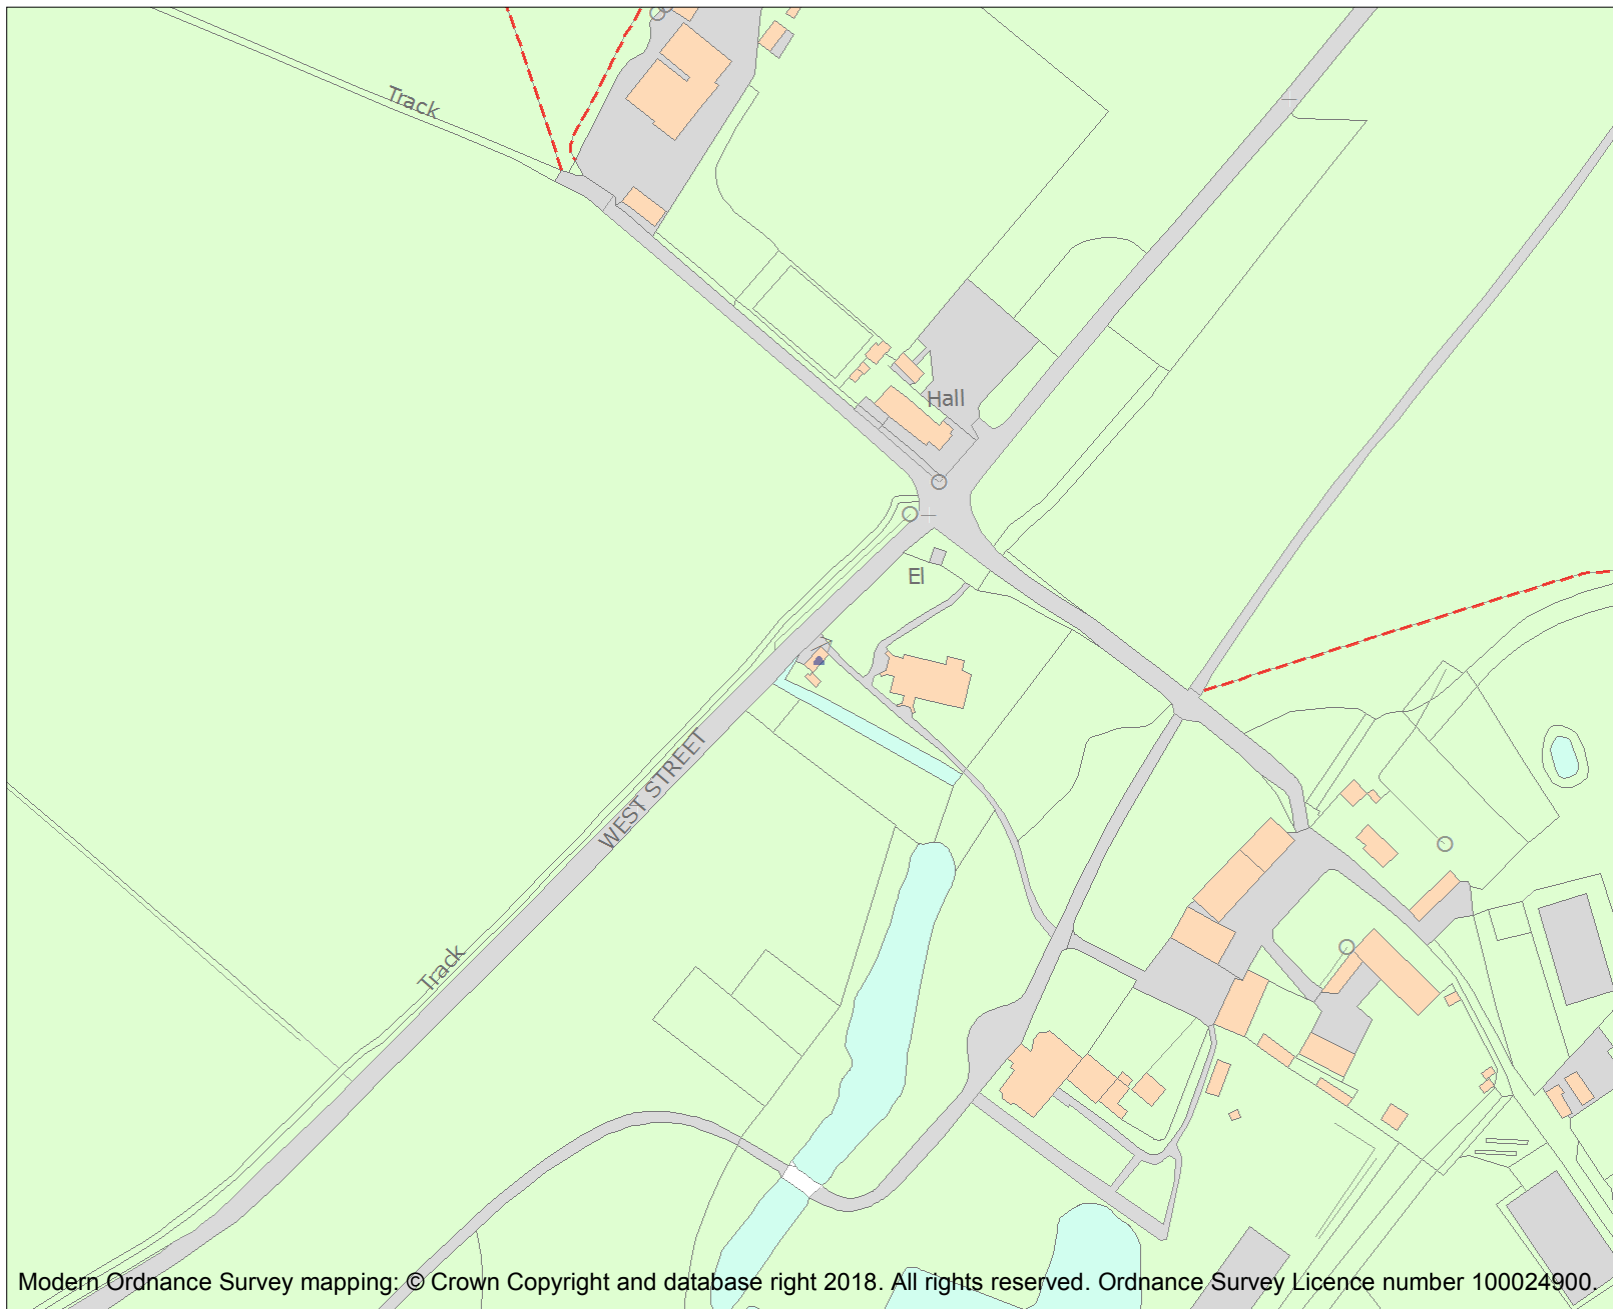 Track
Hall
El
WEST STREET
Track
Modern Ordnance Survey mapping: © Crown Copyright and database right 2018. All rights reserved. Ordnance Survey Licence number 100024900.